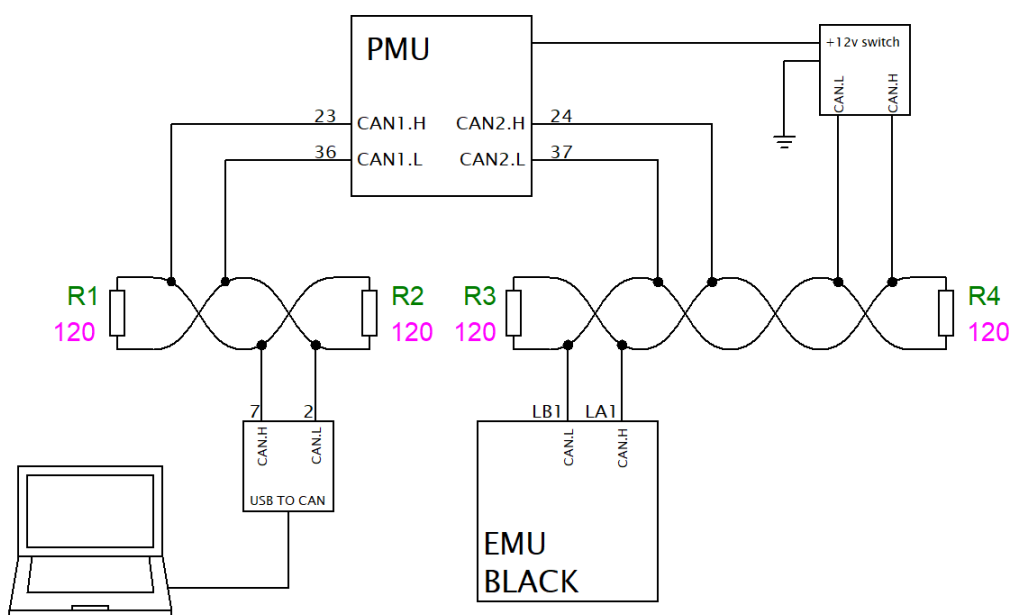 PMU
+12v switch
CAN.L
CAN.H
23
CAN1.H
CAN2.H
24
36
CAN1.L
CAN2.L
37
R1
120
R2
120
R3
120
R4
120
7
2
CAN.H
CAN.L
USB TO CAN
LB1
LA1
CAN.L
CAN.H
EMU
BLACK